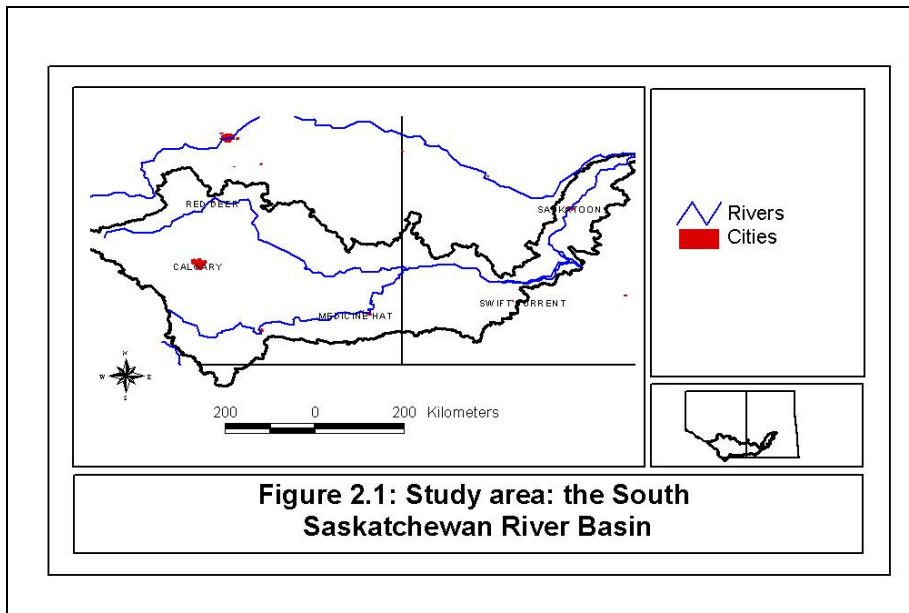 RED DEER
SASKATOON
CALGARY
SWIFT CURRENT
MEDICINE HAT
N
W E
S
200 0 200 Kilometers
Rivers
Cities
Figure 2.1: Study area: the South
Saskatchewan River Basin